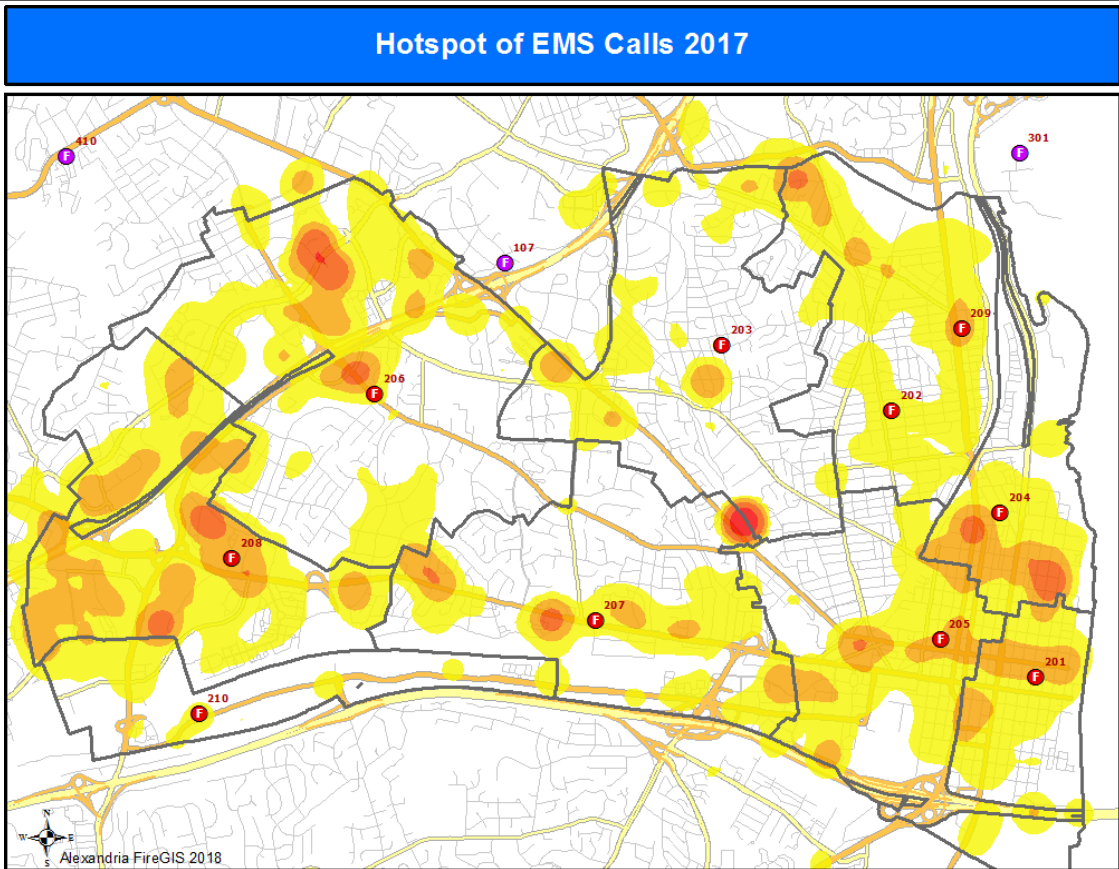 Hotspot of EMS Calls 2017
F 410
F 301
F 107
F 209
F 203
F 206
F 202
F 204
F 208
F 207
F 205
F 201
F 210
N
W E
S
Alexandria FireGIS 2018